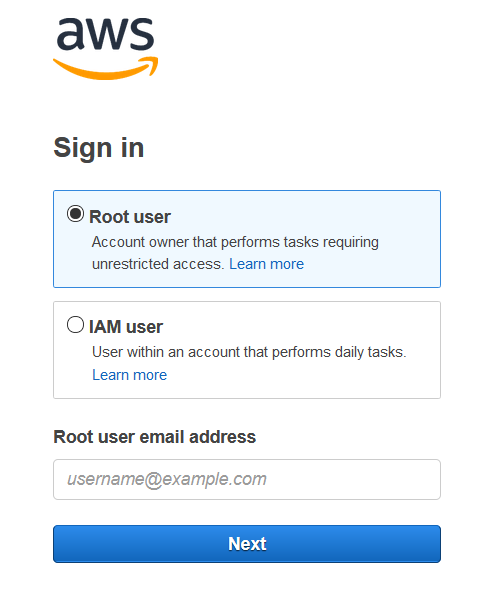 aws
Sign in
Root user
Account owner that performs tasks requiring
unrestricted access. Learn more
IAM user
User within an account that performs daily tasks.
Learn more
Root user email address
username@example.com
Next